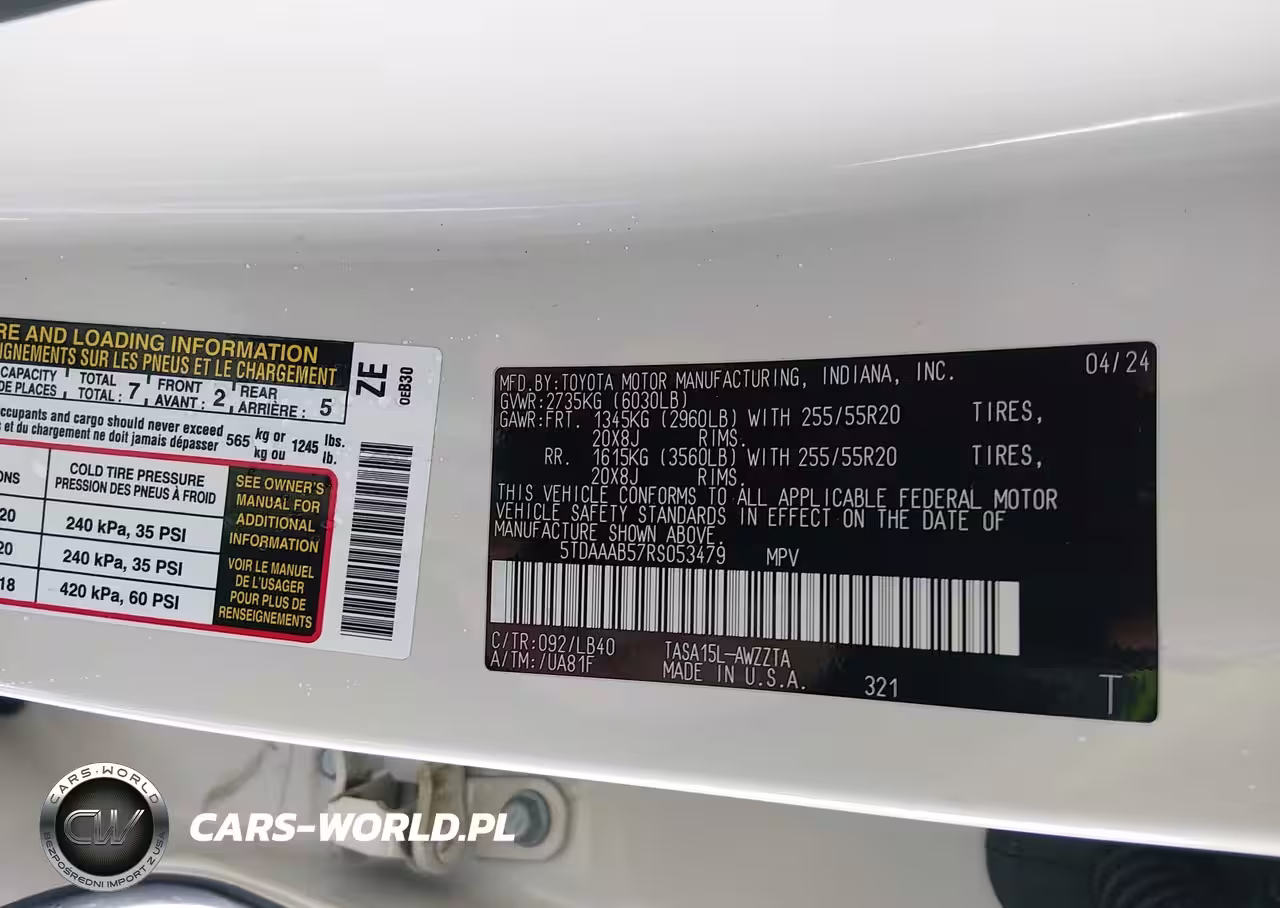 RE AND LOADING INFORMATION
IGNEMENTS SUR LES PNEUS ET LE CHARGEMENT
CAPACITY TOTAL FRONT REAR
DE PLACES TOTAL : 7 AVANT : 2 ARRIÈRE : 5
ccupants and cargo should never exceed 565 kg or 1245 lbs.
s et du chargement ne doit jamais dépasser kg ou lb.
ONS
COLD TIRE PRESSURE
PRESSION DES PNEUS À FROID
20 240 kPa, 35 PSI
20 240 kPa, 35 PSI
18 420 kPa, 60 PSI
SEE OWNER'S
MANUAL FOR
ADDITIONAL
INFORMATION
VOIR LE MANUEL
DE L'USAGER
POUR PLUS DE
RENSEIGNEMENTS
ZE
0EB30
MFD.BY:TOYOTA MOTOR MANUFACTURING, INDIANA, INC. 04/24
GVWR:2735KG (6030LB)
GAWR:FRT. 1345KG (2960LB) WITH 255/55R20 TIRES,
20X8J RIMS.
RR. 1615KG (3560LB) WITH 255/55R20 TIRES,
20X8J RIMS.
THIS VEHICLE CONFORMS TO ALL APPLICABLE FEDERAL MOTOR
VEHICLE SAFETY STANDARDS IN EFFECT ON THE DATE OF
MANUFACTURE SHOWN ABOVE.
5TDAAAB57RS053479 MPV
C/TR:092/LB40 TASA15L-AWZZTA
A/TM:/UA81F MADE IN U.S.A. 321 T
CARS-WORLD
CW
BEZPOŚREDNI IMPORT Z USA
CARS-WORLD.PL